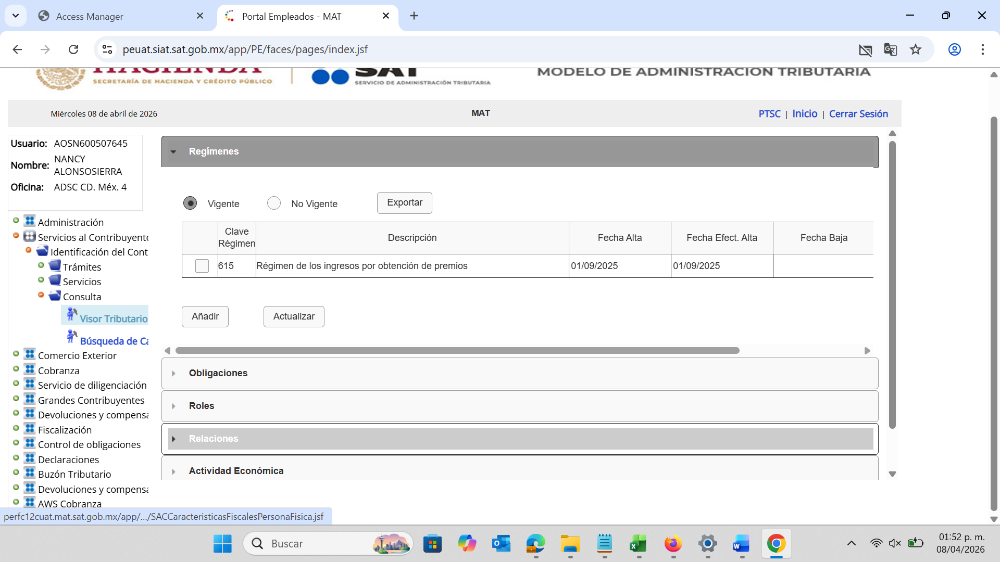 Access Manager
Portal Empleados - MAT
peuat.siat.sat.gob.mx/app/PE/faces/pages/index.jsf
HACIENDA
SECRETARÍA DE HACIENDA Y CRÉDITO PÚBLICO
SAT
SERVICIO DE ADMINISTRACIÓN TRIBUTARIA
MODELO DE ADMINISTRACIÓN TRIBUTARIA
Miércoles 08 de abril de 2026
MAT
PTSC | Inicio | Cerrar Sesión
Usuario: AOSN600507645
Nombre: NANCY ALONSOSIERRA
Oficina: ADSC CD. Méx. 4
Administración
Servicios al Contribuyente
Identificación del Cont
Trámites
Servicios
Consulta
Visor Tributario
Búsqueda de Ca
Comercio Exterior
Cobranza
Servicio de diligenciación
Grandes Contribuyentes
Devoluciones y compensa
Fiscalización
Control de obligaciones
Declaraciones
Buzón Tributario
Devoluciones y compensa
AWS Cobranza
Regímenes
Vigente
No Vigente
Exportar
Clave Régimen
Descripción
Fecha Alta
Fecha Efect. Alta
Fecha Baja
615
Régimen de los ingresos por obtención de premios
01/09/2025
01/09/2025
Añadir
Actualizar
Obligaciones
Roles
Relaciones
Actividad Económica
perfc12cuat.mat.sat.gob.mx/app/.../SACCaracteristicasFiscalesPersonaFisica.jsf
Buscar
01:52 p. m.
08/04/2026